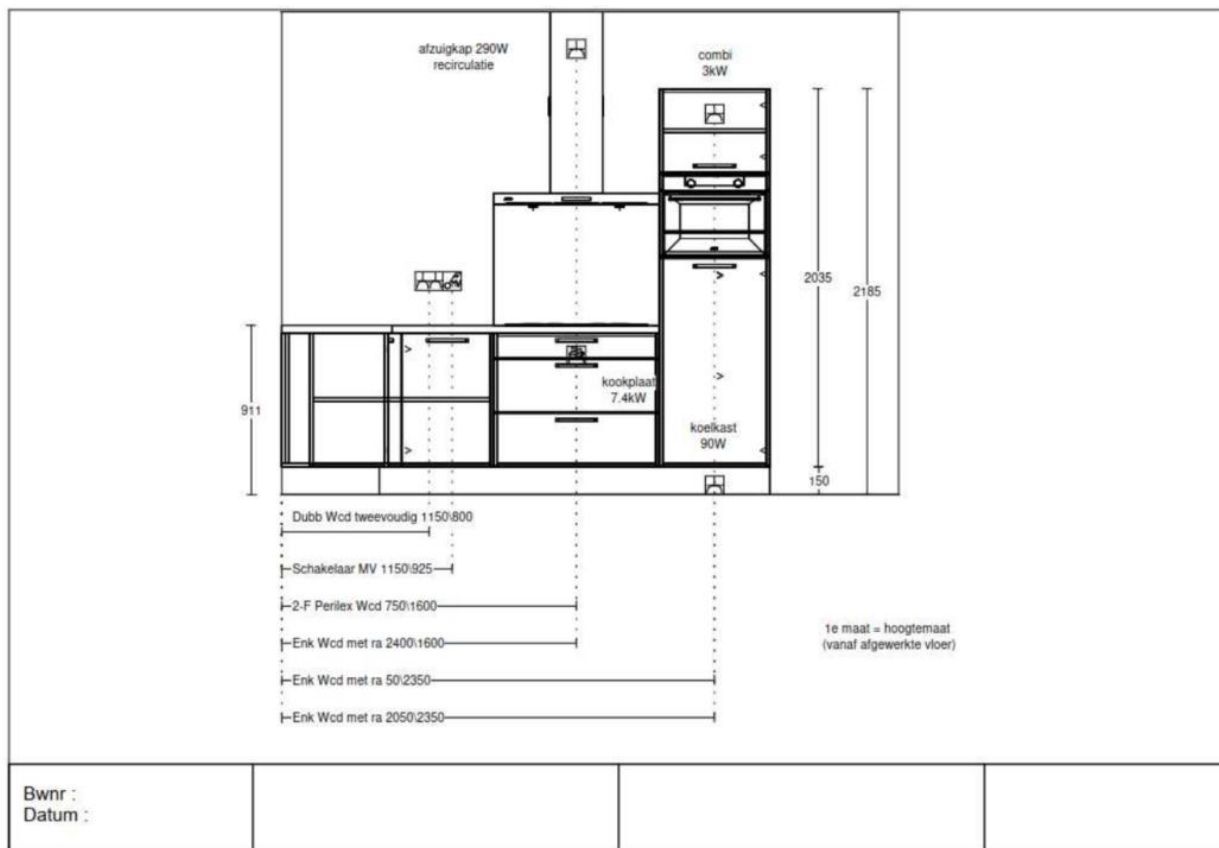 afzuigkap 290W
recirculatie
combi
3kW
2035
2185
kookplaat
7.4kW
911
koelkast
90W
150
Dubb Wcd tweevoudig 1150\800
Schakelaar MV 1150\925
2-F Perilex Wcd 750\1600
1e maat = hoogtemaat
(vanaf afgewerkte vloer)
Enk Wcd met ra 2400\1600
Enk Wcd met ra 50\2350
Enk Wcd met ra 2050\2350
Bwnr :
Datum :